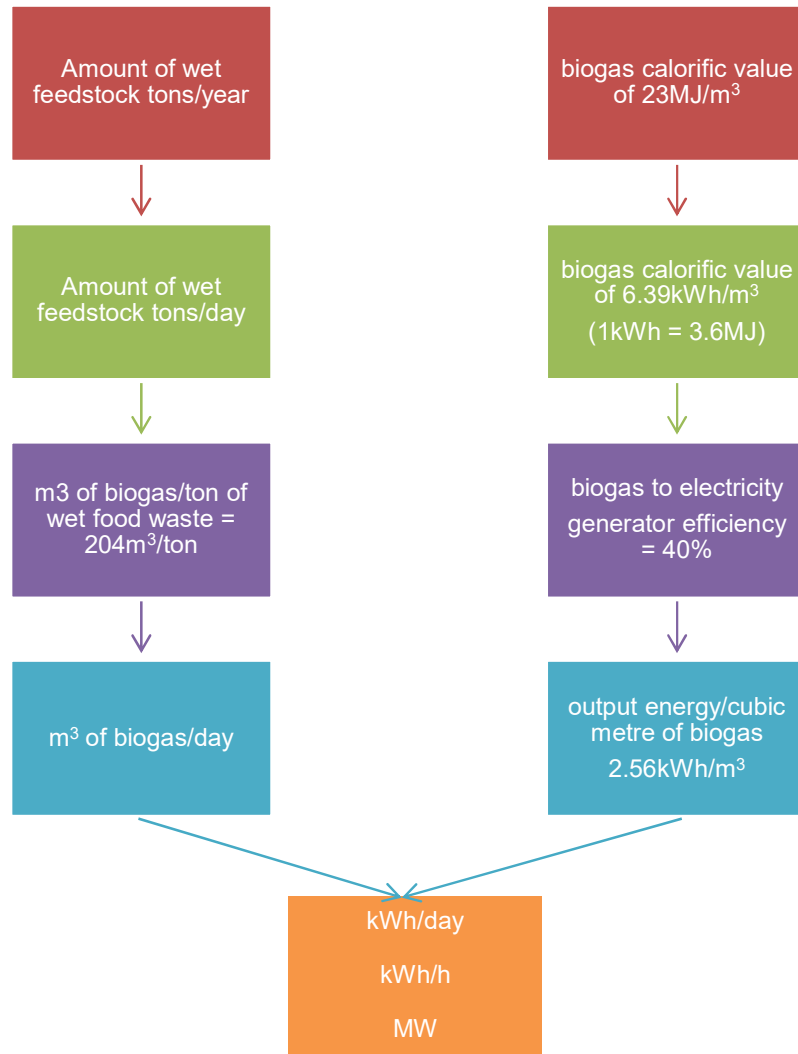 Amount of wet
feedstock tons/year
biogas calorific value
of 23MJ/m³
Amount of wet
feedstock tons/day
biogas calorific value
of 6.39kWh/m³
(1kWh = 3.6MJ)
m3 of biogas/ton of
wet food waste =
204m³/ton
biogas to electricity
generator efficiency
= 40%
m³ of biogas/day
output energy/cubic
metre of biogas
2.56kWh/m³
kWh/day
kWh/h
MW